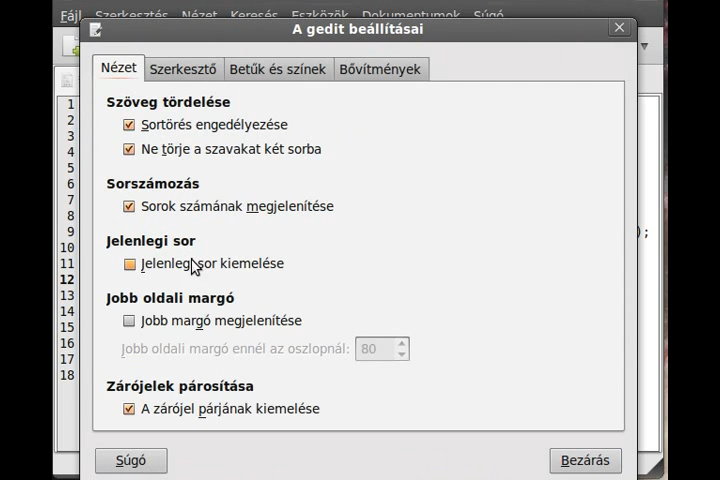 Fájl Szerkesztés Nézet Keresés Eszközök Dokumentumok Súgó
A gedit beállításai
Nézet Szerkesztő Betűk és színek Bővítmények
Szöveg tördelése
Sortörés engedélyezése
Ne törje a szavakat két sorba
Sorszámozás
Sorok számának megjelenítése
Jelenlegi sor
Jelenlegi sor kiemelése
Jobb oldali margó
Jobb margó megjelenítése
Jobb oldali margó ennél az oszlopnál: 80
Zárójelek párosítása
A zárójel párjának kiemelése
Súgó Bezárás
1
2
3
4
5
6
7
8
9 );
10
11
12
13
14
15
16
17
18